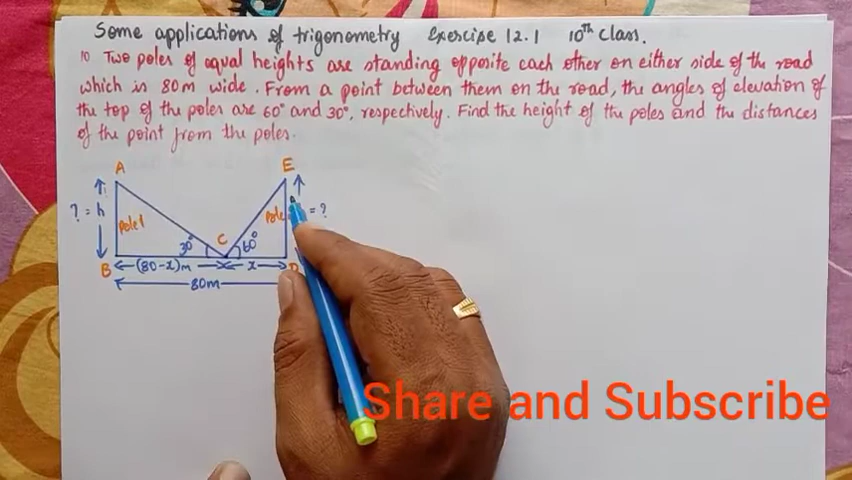 Some applications of trigonometry Exercise 12.1 10th Class.
10 Two poles of equal heights are standing opposite each other on either side of the road
which is 80m wide. From a point between them on the road, the angles of elevation of
the top of the poles are 60° and 30°, respectively. Find the height of the poles and the distances
of the point from the poles.
A E
? = h Pole 1 Pole = ?
30° C 60°
B (80-x)m x D
80m
Share and Subscribe